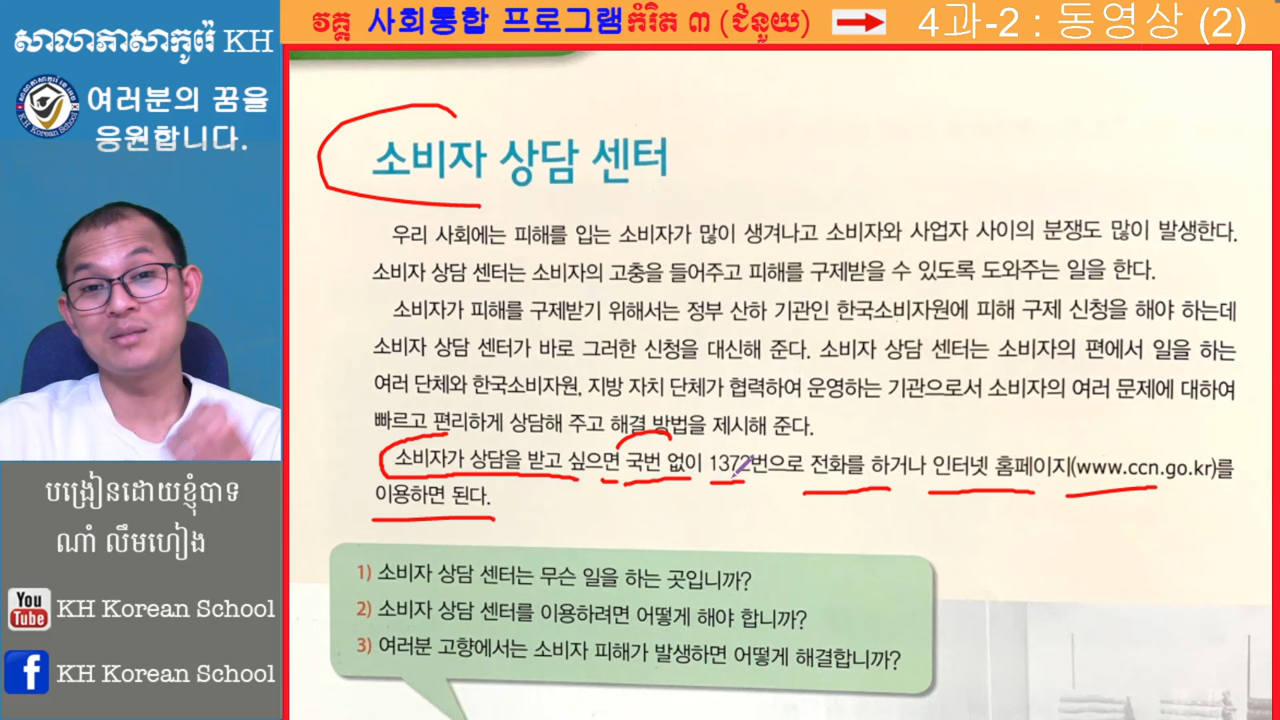 សាលាភាសាកូរ៉េ KH
여러분의 꿈을
응원합니다.
វគ្គ 사회통합 프로그램 កំរិត ៣ (ជំនួយ)
4과-2 : 동영상 (2)
소비자 상담 센터
우리 사회에는 피해를 입는 소비자가 많이 생겨나고 소비자와 사업자 사이의 분쟁도 많이 발생한다.
소비자 상담 센터는 소비자의 고충을 들어주고 피해를 구제받을 수 있도록 도와주는 일을 한다.
소비자가 피해를 구제받기 위해서는 정부 산하 기관인 한국소비자원에 피해 구제 신청을 해야 하는데
소비자 상담 센터가 바로 그러한 신청을 대신해 준다. 소비자 상담 센터는 소비자의 편에서 일을 하는
여러 단체와 한국소비자원, 지방 자치 단체가 협력하여 운영하는 기관으로서 소비자의 여러 문제에 대하여
빠르고 편리하게 상담해 주고 해결 방법을 제시해 준다.
소비자가 상담을 받고 싶으면 국번 없이 1372번으로 전화를 하거나 인터넷 홈페이지(www.ccn.go.kr)를
이용하면 된다.
1) 소비자 상담 센터는 무슨 일을 하는 곳입니까?
2) 소비자 상담 센터를 이용하려면 어떻게 해야 합니까?
3) 여러분 고향에서는 소비자 피해가 발생하면 어떻게 해결합니까?
បង្រៀនដោយខ្ញុំបាទ
ណាំ លឹមហៀង
You Tube KH Korean School
f KH Korean School